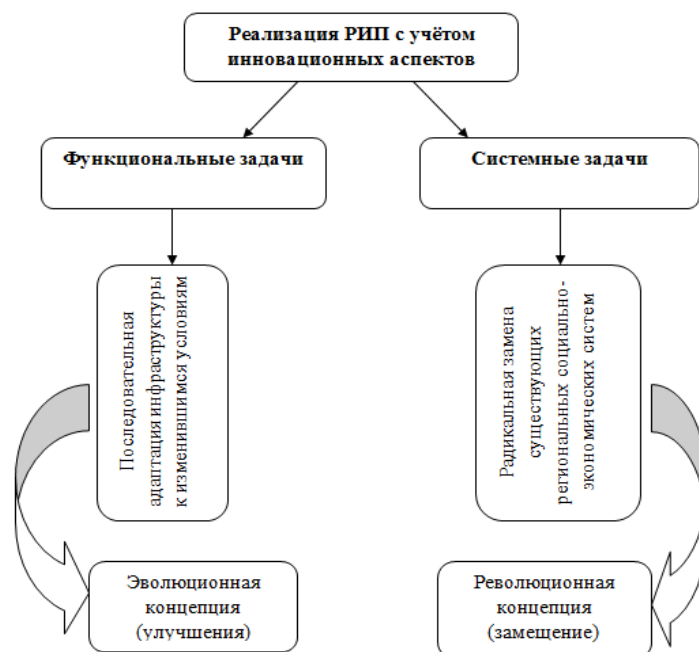 Реализация РИП с учётом
инновационных аспектов
Функциональные задачи
Системные задачи
Последовательная
адаптация инфраструктуры
к изменившимся условиям
Радикальная замена
существующих
региональных социально-
экономических систем
Эволюционная
концепция
(улучшения)
Революционная
концепция
(замещение)